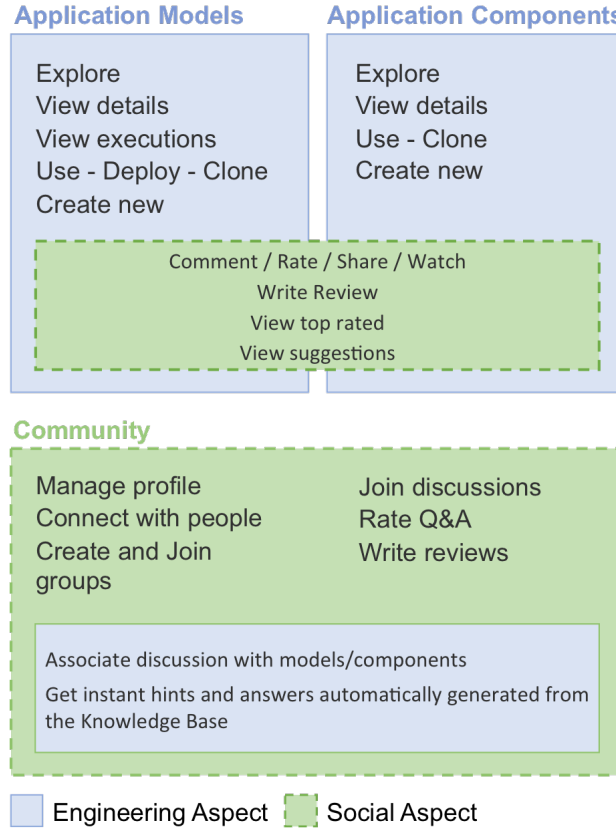 Application Models
Application Components
Explore
View details
View executions
Use - Deploy - Clone
Create new
Explore
View details
Use - Clone
Create new
Comment / Rate / Share / Watch
Write Review
View top rated
View suggestions
Community
Manage profile
Connect with people
Create and Join
groups
Join discussions
Rate Q&A
Write reviews
Associate discussion with models/components
Get instant hints and answers automatically generated from
the Knowledge Base
Engineering Aspect
Social Aspect